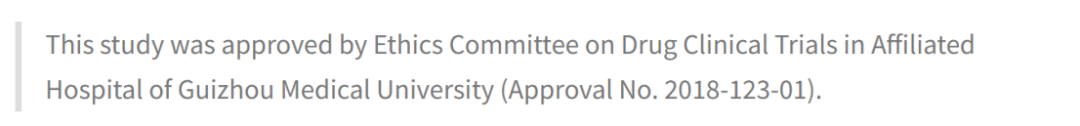 This study was approved by Ethics Committee on Drug Clinical Trials in Affiliated
Hospital of Guizhou Medical University (Approval No. 2018-123-01).